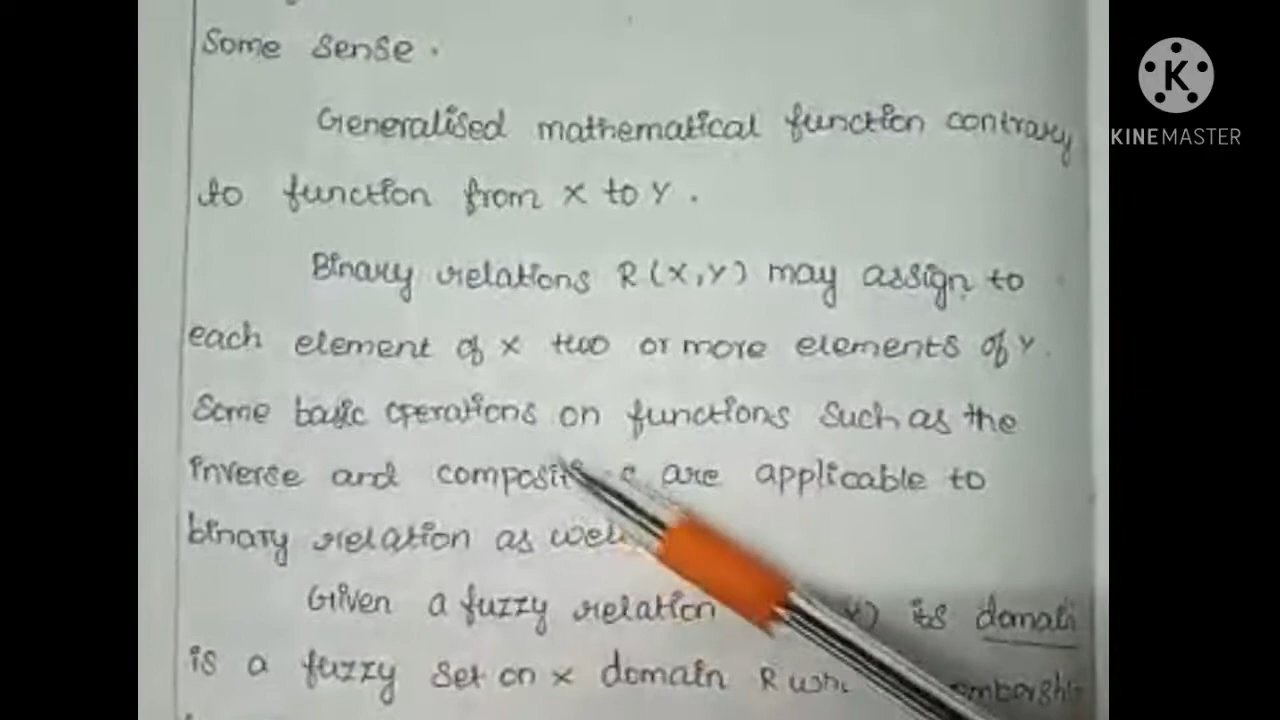 Some sense.
Generalised mathematical function contrary
to function from X to Y.
Binary relations R(X,Y) may assign to
each element of X two or more elements of Y.
Some basic operations on functions such as the
inverse and are applicable to
binary relation as
Given a fuzzy relation its domain
is a fuzzy set on X domain R
K
KINEMASTER